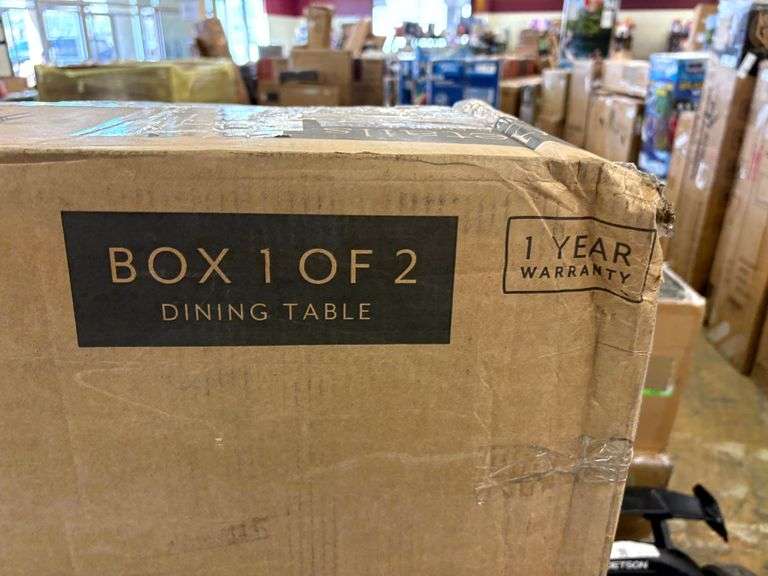 BOX 1 OF 2
DINING TABLE
1 YEAR
WARRANTY